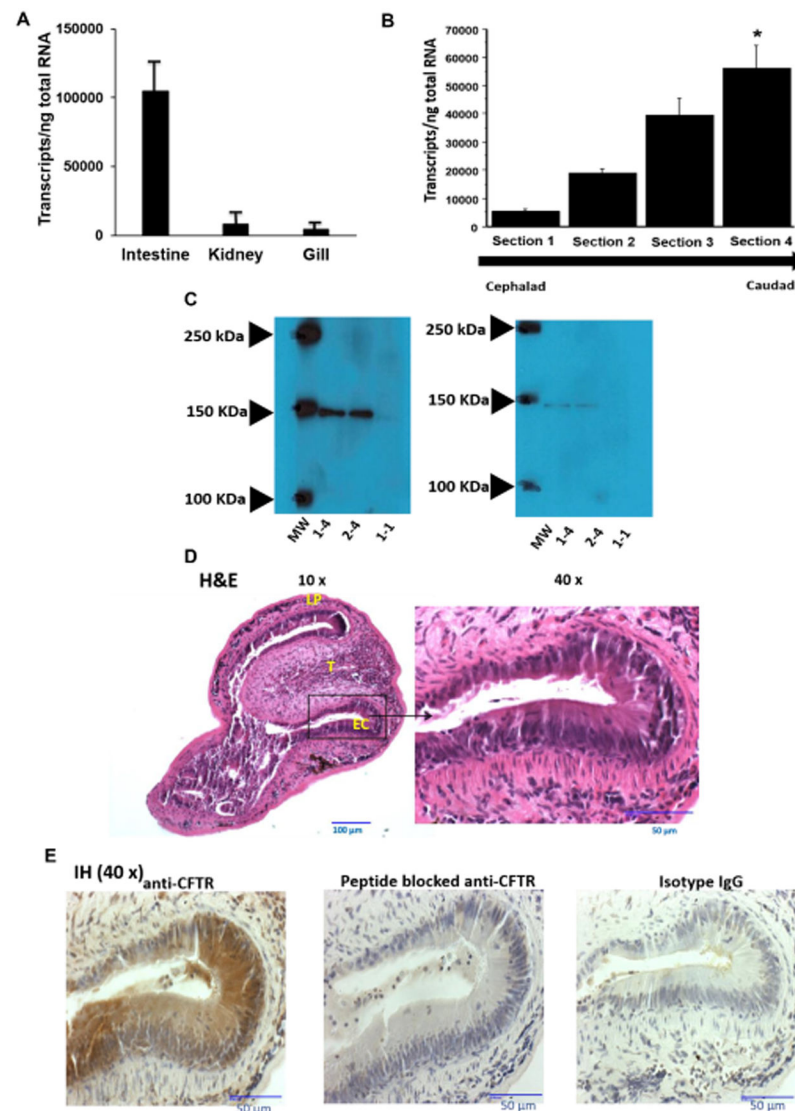 A
Transcripts/ng total RNA
150000
100000
50000
0
Intestine Kidney Gill
B
Transcripts/ng total RNA
70000
60000
50000
40000
30000
20000
10000
0
*
Section 1 Section 2 Section 3 Section 4
Cephalad Caudad
C
250 kDa
150 KDa
100 KDa
MW 1-4 2-4 1-1
250 kDa
150 KDa
100 KDa
MW 1-4 2-4 1-1
D
H&E 10 x 40 x
LP
T
EC
100 µm
50 µm
E
IH (40 x)
anti-CFTR Peptide blocked anti-CFTR Isotype IgG
50 µm 50 µm 50 µm